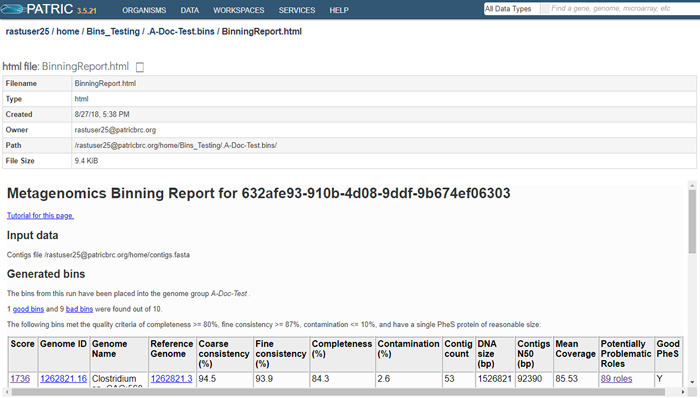 PATRIC 3.5.21 ORGANISMS DATA WORKSPACES SERVICES HELP All Data Types Find a gene, genome, microarray, etc
rastuser25 / home / Bins_Testing / .A-Doc-Test.bins / BinningReport.html
html file: BinningReport.html
Filename BinningReport.html
Type html
Created 8/27/18, 5:38 PM
Owner rastuser25@patricbrc.org
Path /rastuser25@patricbrc.org/home/Bins_Testing/.A-Doc-Test.bins/
File Size 9.4 KiB
Metagenomics Binning Report for 632afe93-910b-4d08-9ddf-9b674ef06303
Tutorial for this page
Input data
Contigs file /rastuser25@patricbrc.org/home/contigs.fasta
Generated bins
The bins from this run have been placed into the genome group A-Doc-Test .
1 good bins and 9 bad bins were found out of 10.
The following bins met the quality criteria of completeness >= 80%, fine consistency >= 87%, contamination <= 10%, and have a single PheS protein of reasonable size:
Score Genome ID Genome Reference Coarse Fine Completeness Contamination Contig DNA Contigs Mean Potentially Good
Name Genome consistency consistency (%) (%) count size N50 Coverage Problematic PheS
(%) (%) (bp) (bp) Roles
1736 1262821.16 Clostridium 1262821.3 94.5 93.9 84.3 2.6 53 1526821 92390 85.53 89 roles Y